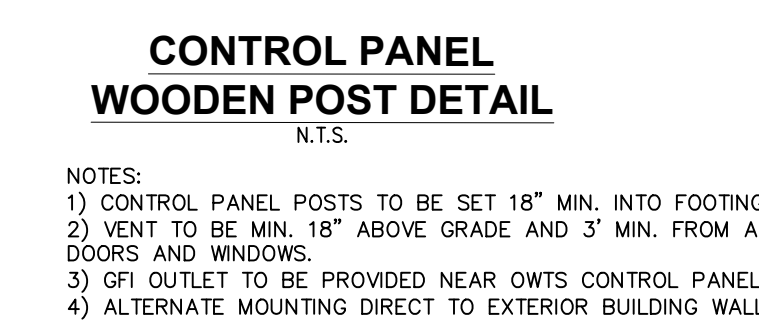 CONTROL PANEL
WOODEN POST DETAIL
N.T.S.
NOTES:
1) CONTROL PANEL POSTS TO BE SET 18" MIN. INTO FOOTING
2) VENT TO BE MIN. 18" ABOVE GRADE AND 3' MIN. FROM A
DOORS AND WINDOWS.
3) GFI OUTLET TO BE PROVIDED NEAR OWTS CONTROL PANEL
4) ALTERNATE MOUNTING DIRECT TO EXTERIOR BUILDING WALL